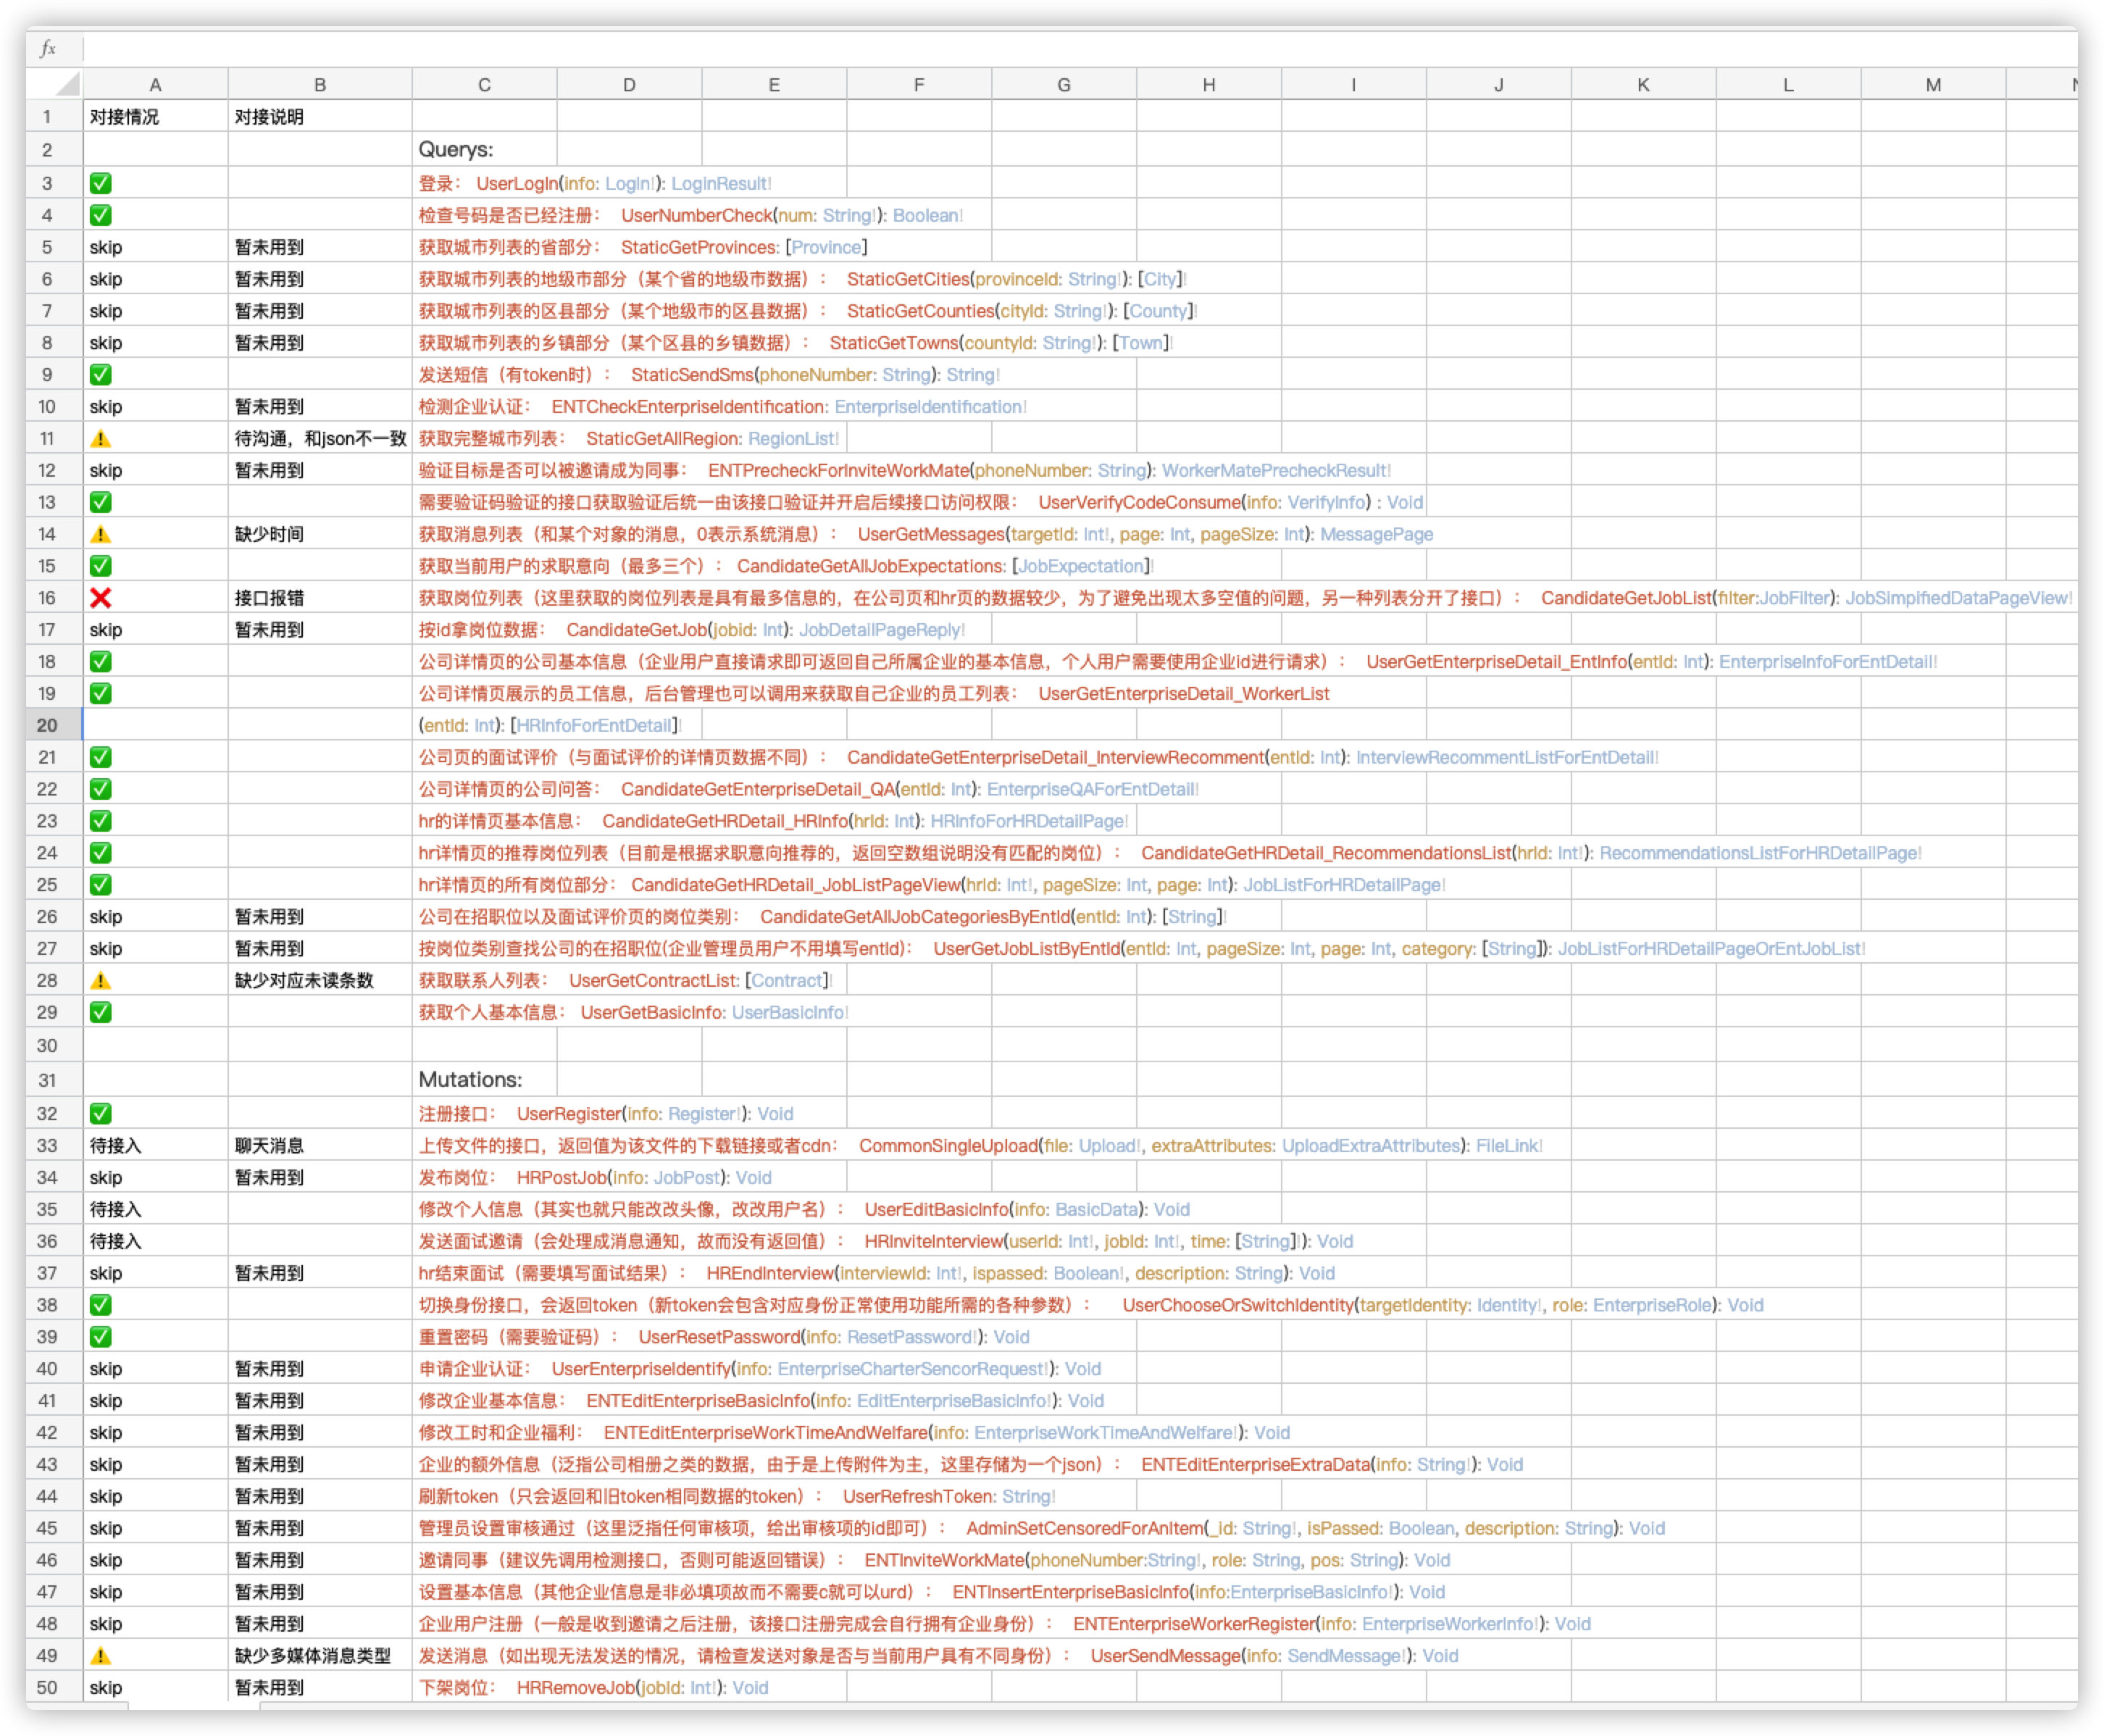 fx
A B C D E F G H I J K L M
1 对接情况 对接说明
2 Querys:
3 ✅ 登录： UserLogIn(info: LogIn!): LoginResult!
4 ✅ 检查号码是否已经注册： UserNumberCheck(num: String!): Boolean!
5 skip 暂未用到 获取城市列表的省部分： StaticGetProvinces: [Province]
6 skip 暂未用到 获取城市列表的地级市部分（某个省的地级市数据）： StaticGetCities(provinceId: String!): [City]!
7 skip 暂未用到 获取城市列表的区县部分（某个地级市的区县数据）： StaticGetCounties(cityId: String!): [County]!
8 skip 暂未用到 获取城市列表的乡镇部分（某个区县的乡镇数据）： StaticGetTowns(countyId: String!): [Town]!
9 ✅ 发送短信（有token时）： StaticSendSms(phoneNumber: String): String!
10 skip 暂未用到 检测企业认证： ENTCheckEnterpriseIdentification: EnterpriseIdentification!
11 ⚠️ 待沟通，和json不一致 获取完整城市列表： StaticGetAllRegion: RegionList!
12 skip 暂未用到 验证目标是否可以被邀请成为同事： ENTPrecheckForInviteWorkMate(phoneNumber: String): WorkerMatePrecheckResult!
13 ✅ 需要验证码验证的接口获取验证后统一由该接口验证并开启后续接口访问权限： UserVerifyCodeConsume(info: VerifyInfo) : Void
14 ⚠️ 缺少时间 获取消息列表（和某个对象的消息，0表示系统消息）： UserGetMessages(targetId: Int!, page: Int, pageSize: Int): MessagePage
15 ✅ 获取当前用户的求职意向（最多三个）： CandidateGetAllJobExpectations: [JobExpectation]!
16 ❌ 接口报错 获取岗位列表（这里获取的岗位列表是具有最多信息的，在公司页和hr页的数据较少，为了避免出现太多空值的问题，另一种列表分开了接口）： CandidateGetJobList(filter:JobFilter): JobSimpifiedDataPageView!
17 skip 暂未用到 按id拿岗位数据： CandidateGetJob(jobid: Int): JobDetailPageReply!
18 ✅ 公司详情页的公司基本信息（企业用户直接请求即可返回自己所属企业的基本信息，个人用户需要使用企业id进行请求）： UserGetEnterpriseDetail_EntInfo(entId: Int): EnterpriseInfoForEntDetail!
19 ✅ 公司详情页展示的员工信息，后台管理也可以调用来获取自己企业的员工列表： UserGetEnterpriseDetail_WorkerList
20 (entId: Int): [HRInfoForEntDetail]!
21 ✅ 公司页的面试评价（与面试评价的详情页数据不同）： CandidateGetEnterpriseDetail_InterviewRecomment(entId: Int): InterviewRecommentListForEntDetail!
22 ✅ 公司详情页的公司问答： CandidateGetEnterpriseDetail_QA(entId: Int): EnterpriseQAForEntDetail!
23 ✅ hr的详情页基本信息： CandidateGetHRDetail_HRInfo(hrId: Int): HRInfoForHRDetailPage!
24 ✅ hr详情页的推荐岗位列表（目前是根据求职意向推荐的，返回空数组说明没有匹配的岗位）： CandidateGetHRDetail_RecommendationsList(hrId: Int!): RecommendationsListForHRDetailPage!
25 ✅ hr详情页的所有岗位部分： CandidateGetHRDetail_JobListPageView(hrId: Int!, pageSize: Int, page: Int): JobListForHRDetailPage!
26 skip 暂未用到 公司在招职位以及面试评价页的岗位类别： CandidateGetAllJobCategoriesByEntId(entId: Int): [String]!
27 skip 暂未用到 按岗位类别查找公司的在招职位(企业管理员用户不用填写entId)： UserGetJobListByEntId(entId: Int, pageSize: Int, page: Int, category: [String]): JobListForHRDetailPageOrEntJobList!
28 ⚠️ 缺少对应未读条数 获取联系人列表： UserGetContractList: [Contract]!
29 ✅ 获取个人基本信息： UserGetBasicInfo: UserBasicInfo!
30
31 Mutations:
32 ✅ 注册接口： UserRegister(info: Register!): Void
33 待接入 聊天消息 上传文件的接口，返回值为该文件的下载链接或者cdn： CommonSingleUpload(file: Upload!, extraAttributes: UploadExtraAttributes): FileLink!
34 skip 暂未用到 发布岗位： HRPostJob(info: JobPost): Void
35 待接入 修改个人信息（其实也就只能改改头像，改改用户名）： UserEditBasicInfo(info: BasicData): Void
36 待接入 发送面试邀请（会处理成消息通知，故而没有返回值）： HRInviteInterview(userId: Int!, jobId: Int!, time: [String]!): Void
37 skip 暂未用到 hr结束面试（需要填写面试结果）： HREndInterview(interviewId: Int!, ispassed: Boolean!, description: String): Void
38 ✅ 切换身份接口，会返回token（新token会包含对应身份正常使用功能所需的各种参数）： UserChooseOrSwitchIdentity(targetIdentity: Identity!, role: EnterpriseRole): Void
39 ✅ 重置密码（需要验证码）： UserResetPassword(info: ResetPassword!): Void
40 skip 暂未用到 申请企业认证： UserEnterpriseIdentify(info: EnterpriseCharterSencorRequest!): Void
41 skip 暂未用到 修改企业基本信息： ENTEditEnterpriseBasicInfo(info: EditEnterpriseBasicInfo!): Void
42 skip 暂未用到 修改工时和企业福利： ENTEditEnterpriseWorkTimeAndWelfare(info: EnterpriseWorkTimeAndWelfare!): Void
43 skip 暂未用到 企业的额外信息（泛指公司相册之类的数据，由于是上传附件为主，这里存储为一个json）： ENTEditEnterpriseExtraData(info: String!): Void
44 skip 暂未用到 刷新token（只会返回和旧token相同数据的token）： UserRefreshToken: String!
45 skip 暂未用到 管理员设置审核通过（这里泛指任何审核项，给出审核项的id即可）： AdminSetCensoredForAnItem(_id: String!, isPassed: Boolean, description: String): Void
46 skip 暂未用到 邀请同事（建议先调用检测接口，否则可能返回错误）： ENTInviteWorkMate(phoneNumber:String!, role: String, pos: String): Void
47 skip 暂未用到 设置基本信息（其他企业信息是非必填项故而不需要c就可以urd）： ENTInsertEnterpriseBasicInfo(info:EnterpriseBasicInfo!): Void
48 skip 暂未用到 企业用户注册（一般是收到邀请之后注册，该接口注册完成会自行拥有企业身份）： ENTEnterpriseWorkerRegister(info: EnterpriseWorkerInfo!): Void
49 ⚠️ 缺少多媒体消息类型 发送消息（如出现无法发送的情况，请检查发送对象是否与当前用户具有不同身份）： UserSendMessage(info: SendMessage!): Void
50 skip 暂未用到 下架岗位： HRRemoveJob(jobId: Int!): Void